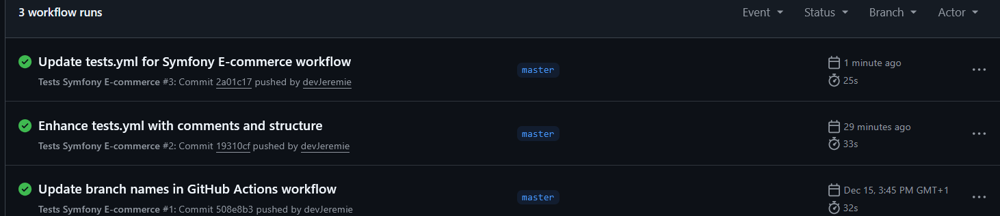 3 workflow runs
Event Status Branch Actor
Update tests.yml for Symfony E-commerce workflow
Tests Symfony E-commerce #3: Commit 2a01c17 pushed by devJeremie
master
1 minute ago
25s
Enhance tests.yml with comments and structure
Tests Symfony E-commerce #2: Commit 19310cf pushed by devJeremie
master
29 minutes ago
33s
Update branch names in GitHub Actions workflow
Tests Symfony E-commerce #1: Commit 508e8b3 pushed by devJeremie
master
Dec 15, 3:45 PM GMT+1
32s